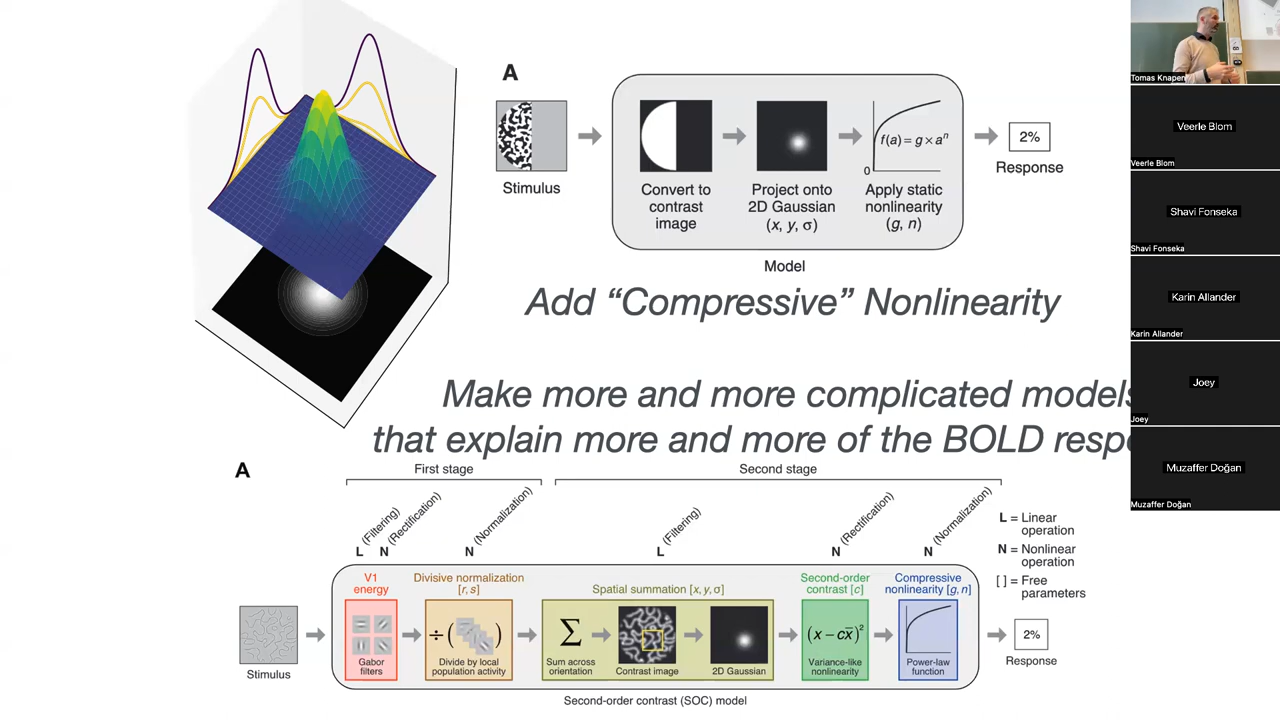 A
Stimulus
Convert to
contrast
image
Project onto
2D Gaussian
(x, y, σ)
f(a) = g × aⁿ
0
Apply static
nonlinearity
(g, n)
2%
Response
Model
Add “Compressive” Nonlinearity
Make more and more complicated models
that explain more and more of the BOLD respo
A
First stage
Second stage
L (Filtering)
N (Rectification)
N (Normalization)
L (Filtering)
N (Rectification)
N (Normalization)
L = Linear
operation
N = Nonlinear
operation
[ ] = Free
parameters
Stimulus
V1
energy
Gabor
filters
Divisive normalization
[r, s]
÷ ( )
Divide by local
population activity
Spatial summation [x, y, σ]
Σ
Sum across
orientation
Contrast image
2D Gaussian
Second-order
contrast [c]
(x − cx̄)²
Variance-like
nonlinearity
Compressive
nonlinearity [g, n]
Power-law
function
2%
Response
Second-order contrast (SOC) model
Tomas Knapen
Veerle Blom
Veerle Blom
Shavi Fonseka
Shavi Fonseka
Karin Allander
Karin Allander
Joey
Joey
Muzaffer Doğan
Muzaffer Doğan